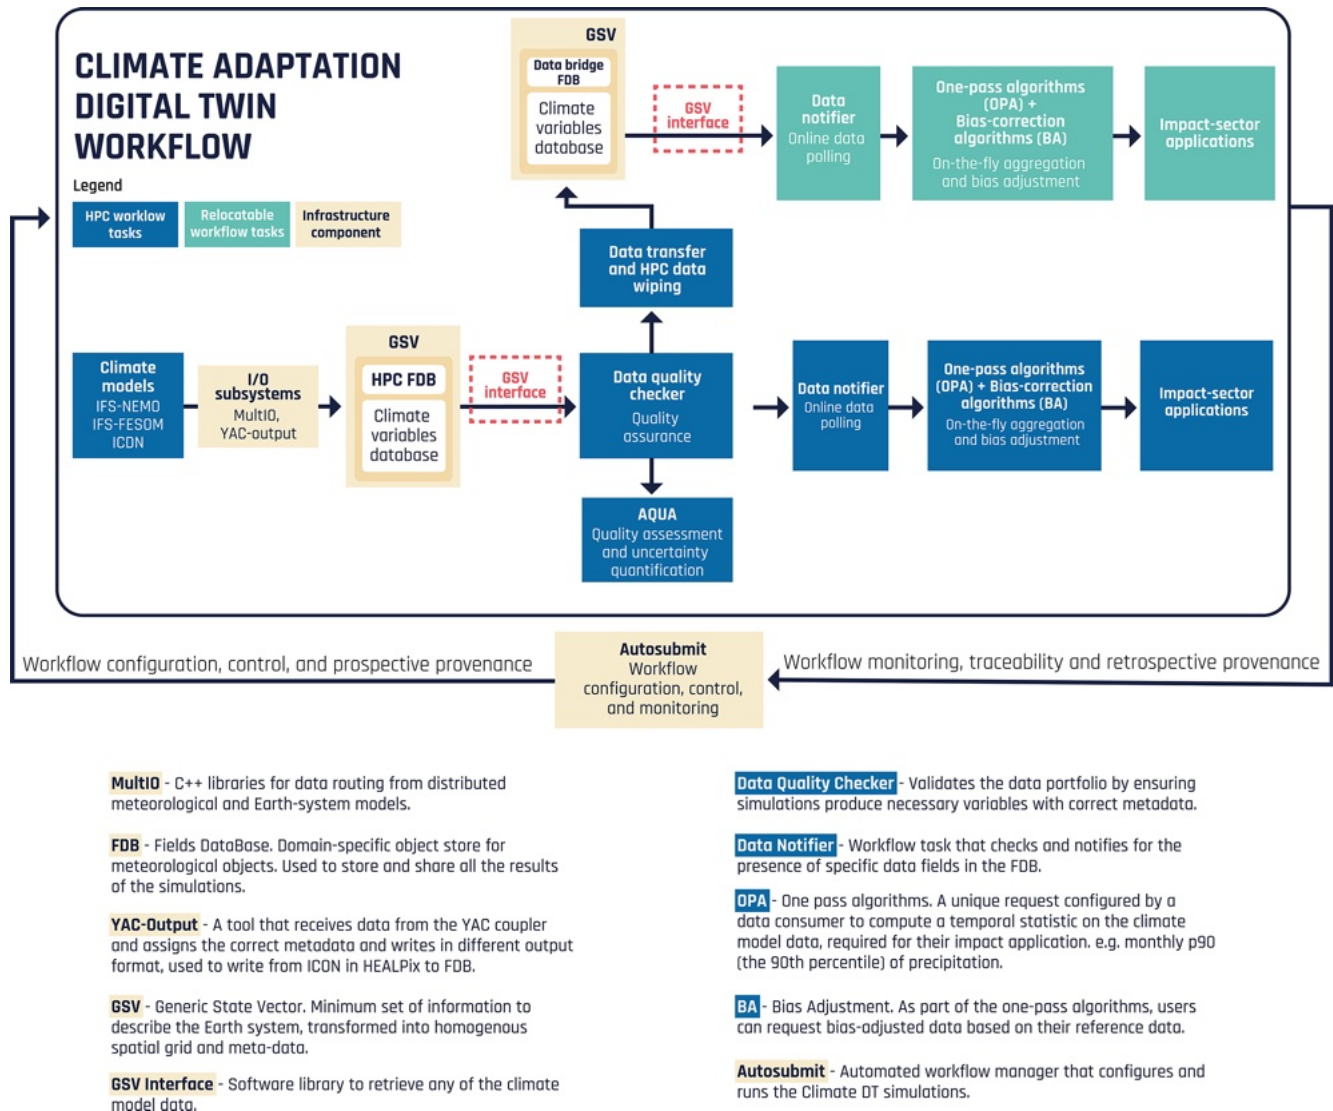 CLIMATE ADAPTATION
DIGITAL TWIN
WORKFLOW
Legend
HPC worklow
tasks
Relocatable
workflow tasks
Infrastructure
component
GSV
Data bridge
FDB
Climate
variables
database
GSV
interface
Data
notifier
Online data
polling
One-pass algorithms
(OPA) +
Bias-correction
algorithms (BA)
On-the-fly aggregation
and bias adjustment
Impact-sector
applications
Data transfer
and HPC data
wiping
Climate
models
IFS-NEMO
IFS-FESOM
ICDN
I/O
subsystems
MultIO,
YAC-output
GSV
HPC FDB
Climate
variables
database
GSV
interface
Data quality
checker
Quality
assurance
Data notifier
Online data
polling
One-pass algorithms
(OPA) + Bias-correction
algorithms (BA)
On-the-fly aggregation
and bias adjustment
Impact-sector
applications
AQUA
Quality assessment
and uncertainty
quantification
Workflow configuration, control, and prospective provenance
Autosubmit
Workflow
configuration, control,
and monitoring
Workflow monitoring, traceability and retrospective provenance
MultIO - C++ libraries for data routing from distributed
meteorological and Earth-system models.
FDB - Fields DataBase. Domain-specific object store for
meteorological objects. Used to store and share all the results
of the simulations.
YAC-Output - A tool that receives data from the YAC coupler
and assigns the correct metadata and writes in different output
format, used to write from ICON in HEALPix to FDB.
GSV - Generic State Vector. Minimum set of information to
describe the Earth system, transformed into homogenous
spatial grid and meta-data.
GSV Interface - Software library to retrieve any of the climate
model data.
Data Quality Checker - Validates the data portfolio by ensuring
simulations produce necessary variables with correct metadata.
Data Notifier - Workflow task that checks and notifies for the
presence of specific data fields in the FDB.
OPA - One pass algorithms. A unique request configured by a
data consumer to compute a temporal statistic on the climate
model data, required for their impact application. e.g. monthly p90
(the 90th percentile) of precipitation.
BA - Bias Adjustment. As part of the one-pass algorithms, users
can request bias-adjusted data based on their reference data.
Autosubmit - Automated workflow manager that configures and
runs the Climate DT simulations.